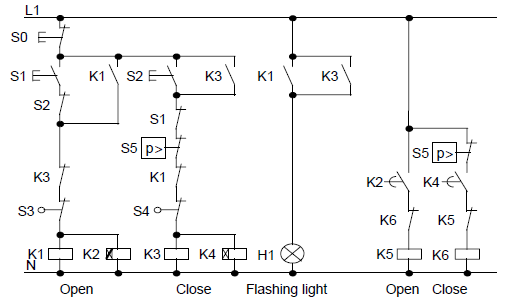 L1
S0
S1 K1 S2 K3 K1 K3
S2
S1
S5 p> S5 p>
K3 K1 K2 K4
S3 S4 K6 K5
K1 K2 K3 K4 H1 K5 K6
N
Open Close Flashing light Open Close